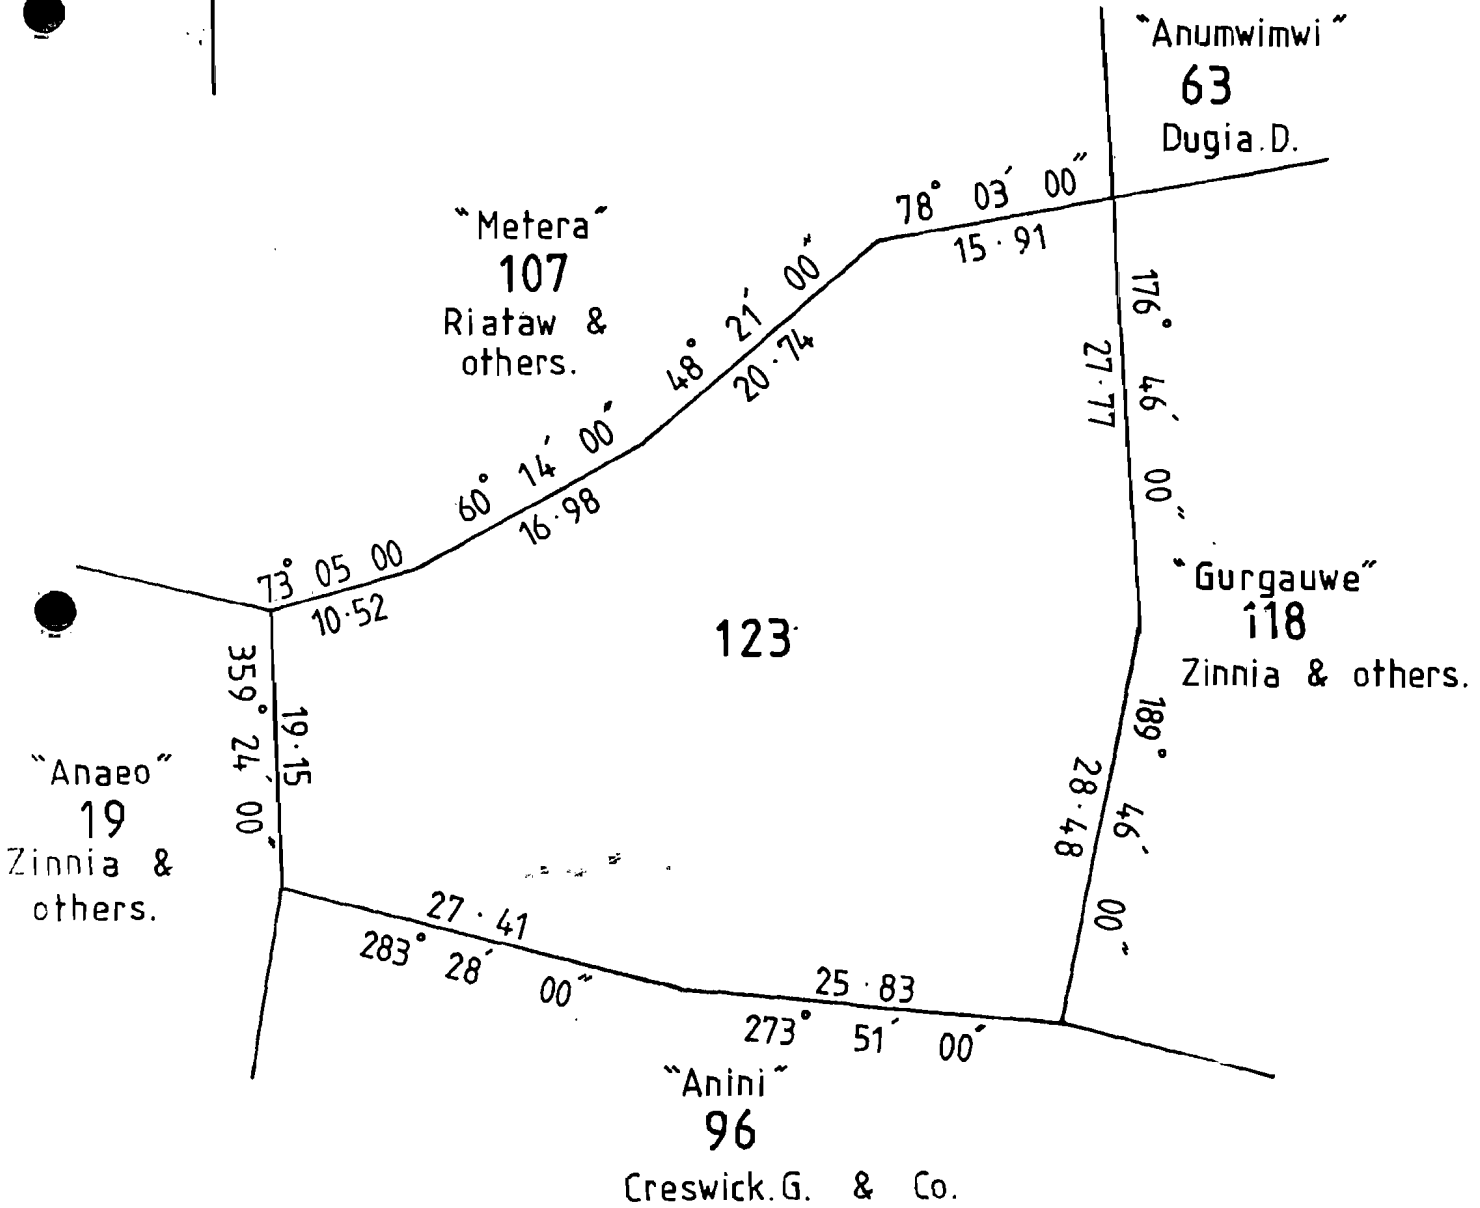 "Anumwimwi"
63
Dugia.D.
78° 03′ 00″
15·91
"Metera"
107
Riataw &
others.
48° 21′ 00″
20·74
176° 46′ 00″
27·77
60° 14′ 00″
16·98
73° 05 00
10·52
"Gurgauwe"
118
Zinnia & others.
123
359° 24′ 00″
19·15
189° 46′ 00″
28·48
"Anaeo"
19
Zinnia &
others.
27·41
283° 28′ 00″
25·83
273° 51′ 00″
"Anini"
96
Creswick.G. & Co.